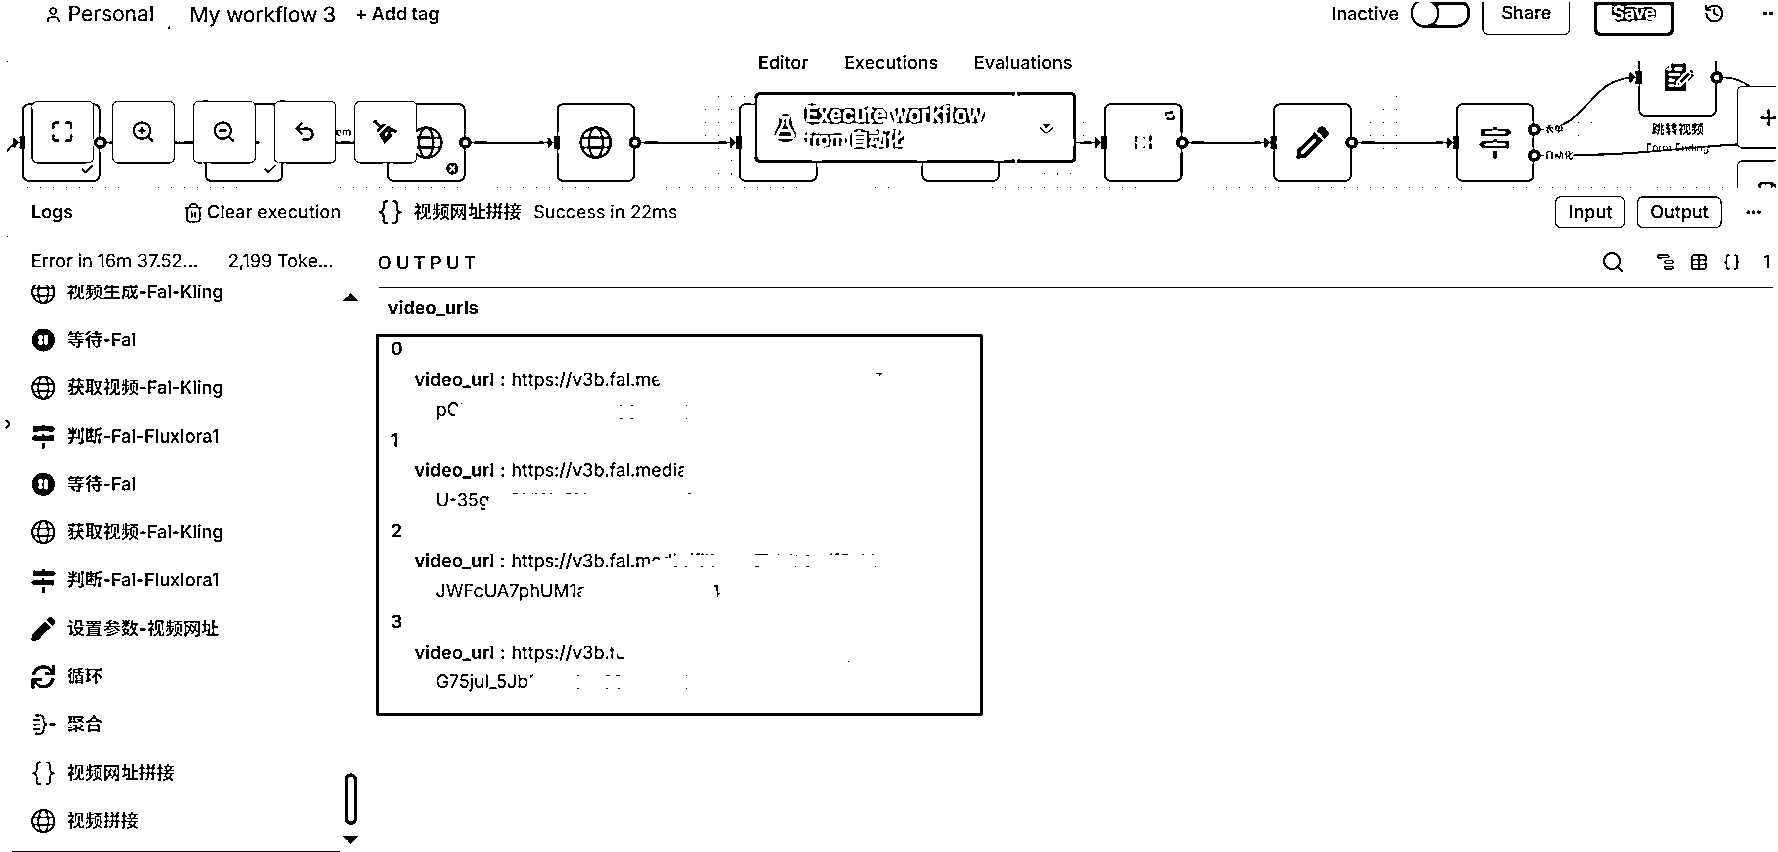 Personal
My workflow 3
+ Add tag
Inactive
Share
Save
Editor
Executions
Evaluations
Execute workflow
from 自动化
跳转视频
Form Ending
自动化
Logs
Clear execution
{} 视频网址拼接 Success in 22ms
Input
Output
Error in 16m 37.52...
2,199 Toke...
OUTPUT
1
视频生成-Fal-Kling
等待-Fal
获取视频-Fal-Kling
判断-Fal-Fluxlora1
等待-Fal
获取视频-Fal-Kling
判断-Fal-Fluxlora1
设置参数-视频网址
循环
聚合
视频网址拼接
视频拼接
video_urls
0
video_url : https://v3b.fal.me
1
video_url : https://v3b.fal.media
U-35g
2
video_url : https://v3b.fal.me
JWFcUA7phUM1
3
video_url : https://v3b.f
G75jul_5Jb